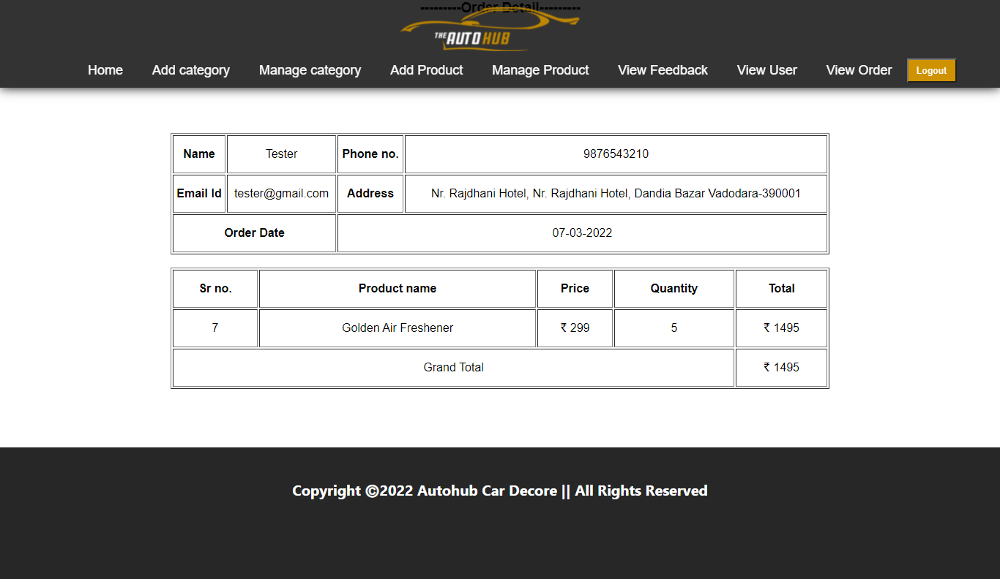 ---------Order Detail---------
THE AUTO HUB
Home Add category Manage category Add Product Manage Product View Feedback View User View Order Logout
Name Tester Phone no. 9876543210
Email Id tester@gmail.com Address Nr. Rajdhani Hotel, Nr. Rajdhani Hotel, Dandia Bazar Vadodara-390001
Order Date 07-03-2022
Sr no. Product name Price Quantity Total
7 Golden Air Freshener ₹ 299 5 ₹ 1495
Grand Total ₹ 1495
Copyright ©2022 Autohub Car Decore || All Rights Reserved